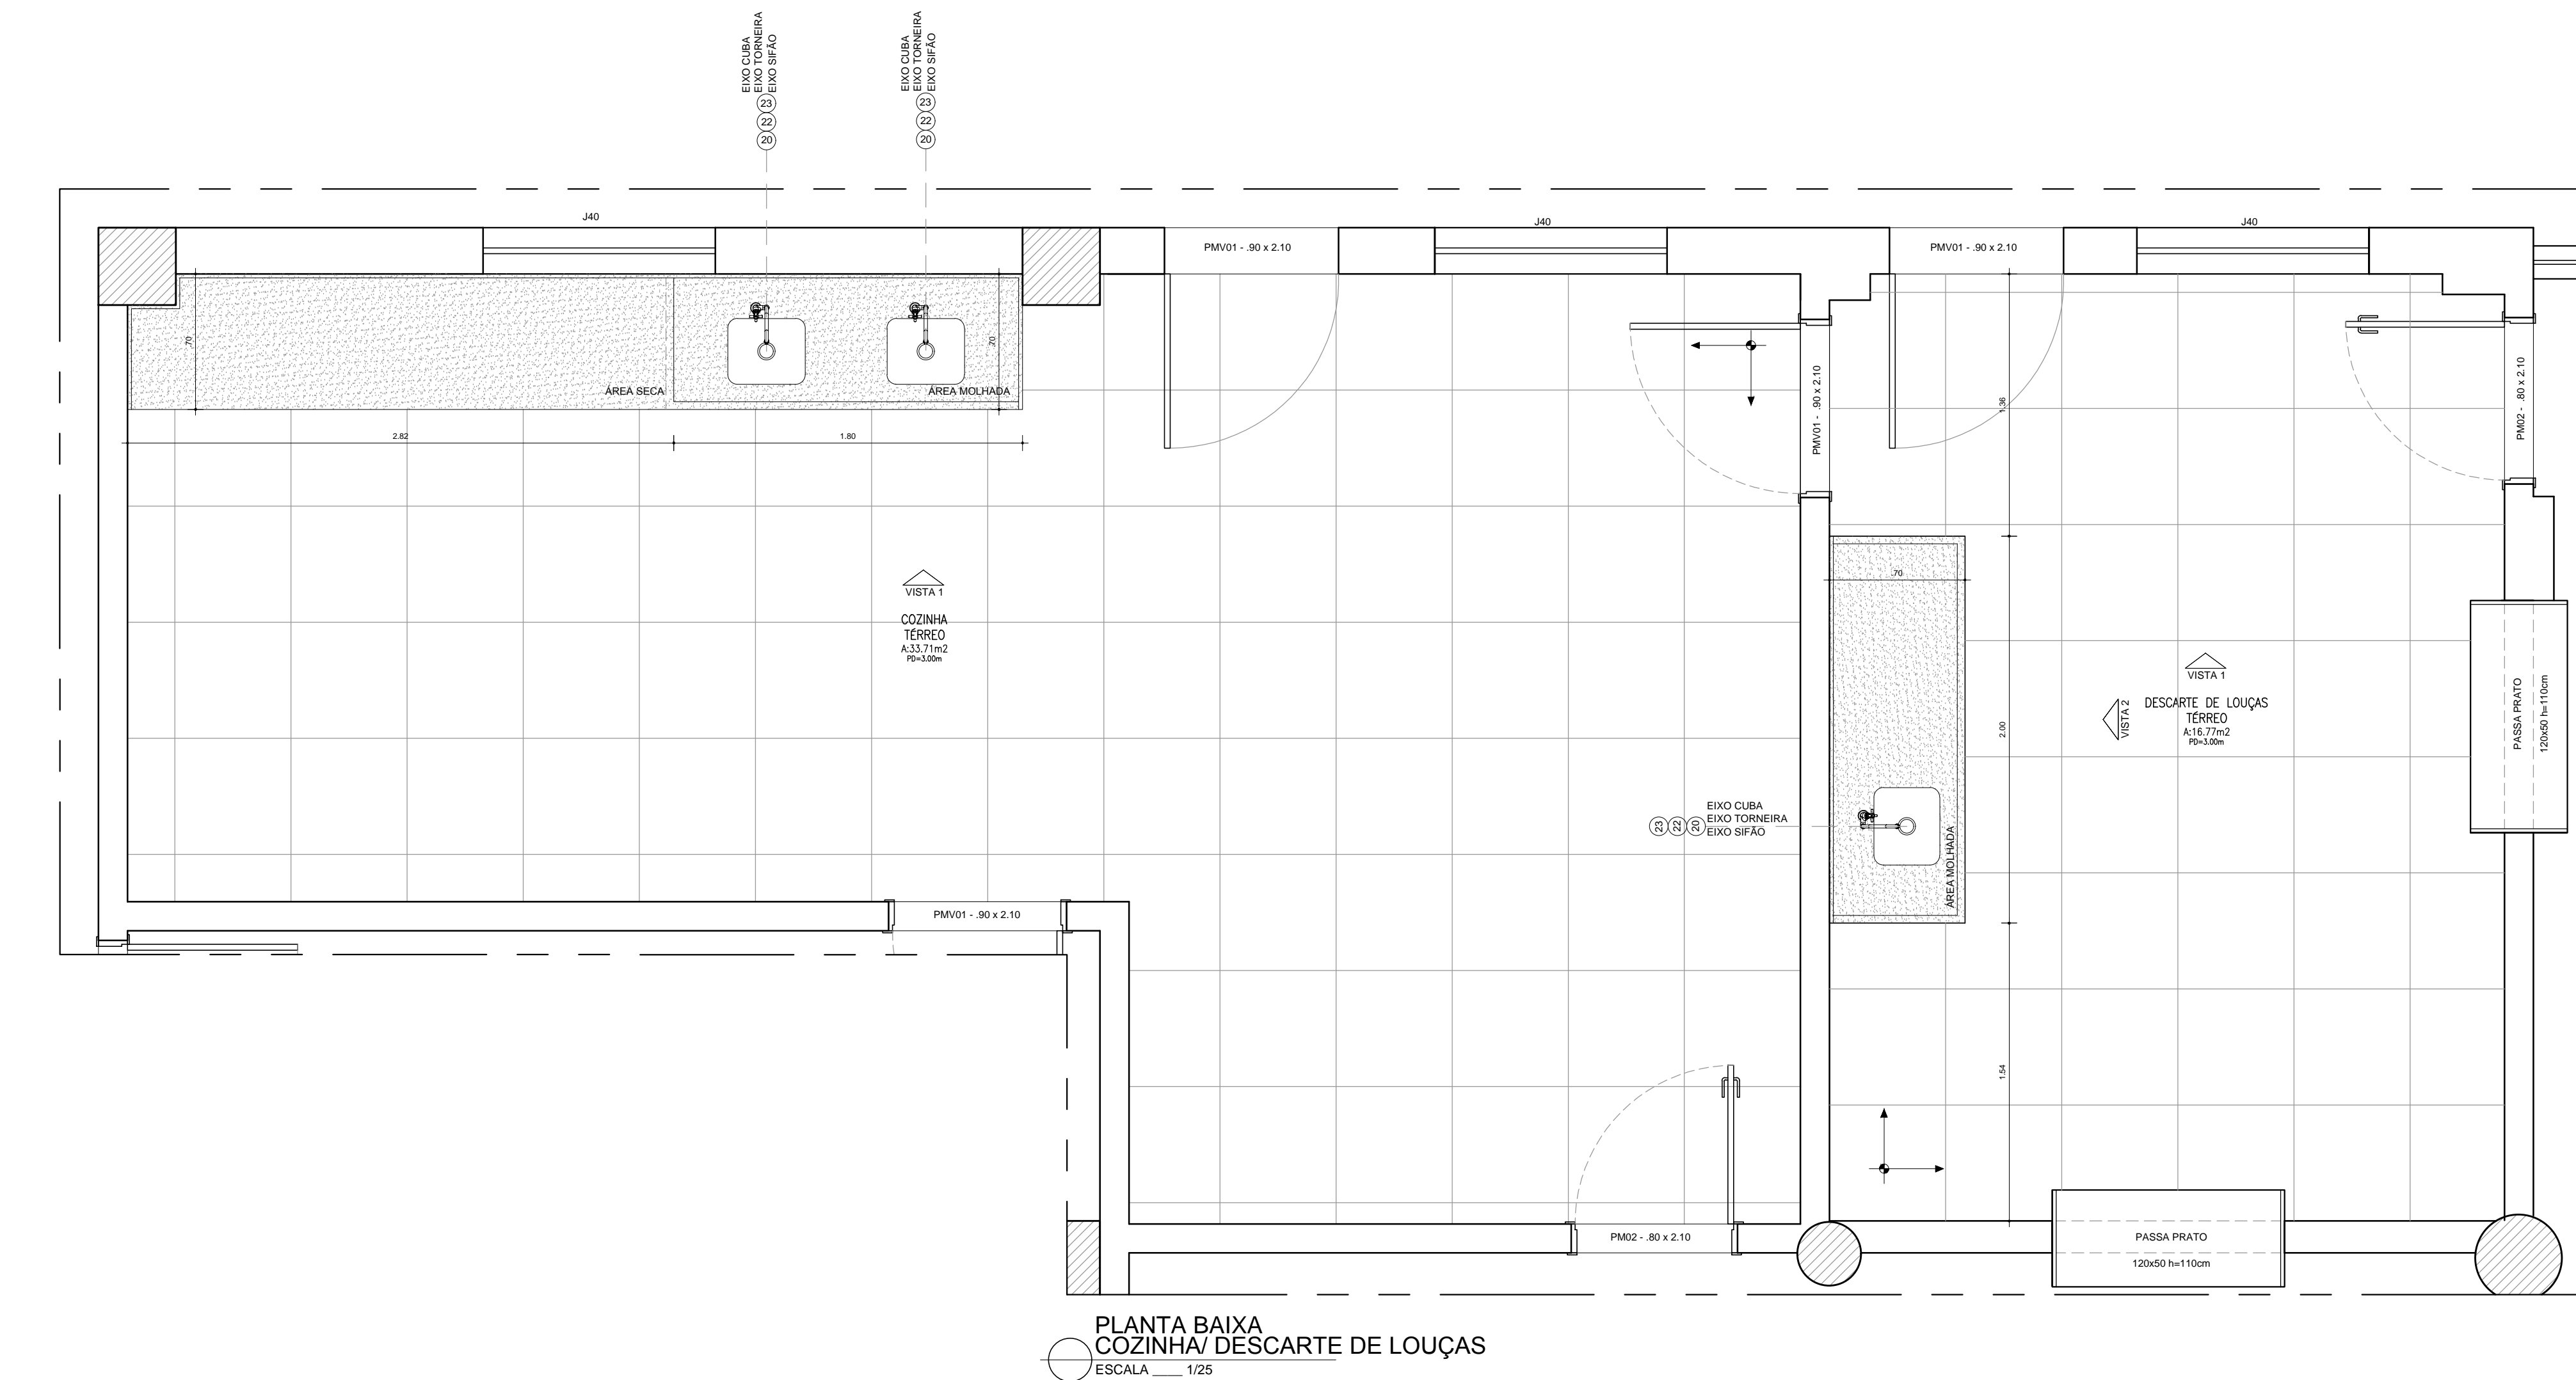 EIXO CUBA
EIXO TORNEIRA
EIXO SIFÃO
23
22
20
EIXO CUBA
EIXO TORNEIRA
EIXO SIFÃO
23
22
20
J40
J40
J40
PMV01 - .90 x 2.10
PMV01 - .90 x 2.10
.70
.70
ÁREA SECA
ÁREA MOLHADA
2.82
1.80
PMV01 - .90 x 2.10
1.36
PM02 - .80 x 2.10
VISTA 1
COZINHA
TÉRREO
A:33.71m2
PD=3.00m
.70
VISTA 1
VISTA 2
DESCARTE DE LOUÇAS
TÉRREO
A:16.77m2
PD=3.00m
2.00
PASSA PRATO
120x50 h=110cm
23 22 20
EIXO CUBA
EIXO TORNEIRA
EIXO SIFÃO
ÁREA MOLHADA
PMV01 - .90 x 2.10
1.54
PM02 - .80 x 2.10
PASSA PRATO
120x50 h=110cm
PLANTA BAIXA
COZINHA/ DESCARTE DE LOUÇAS
ESCALA ____ 1/25